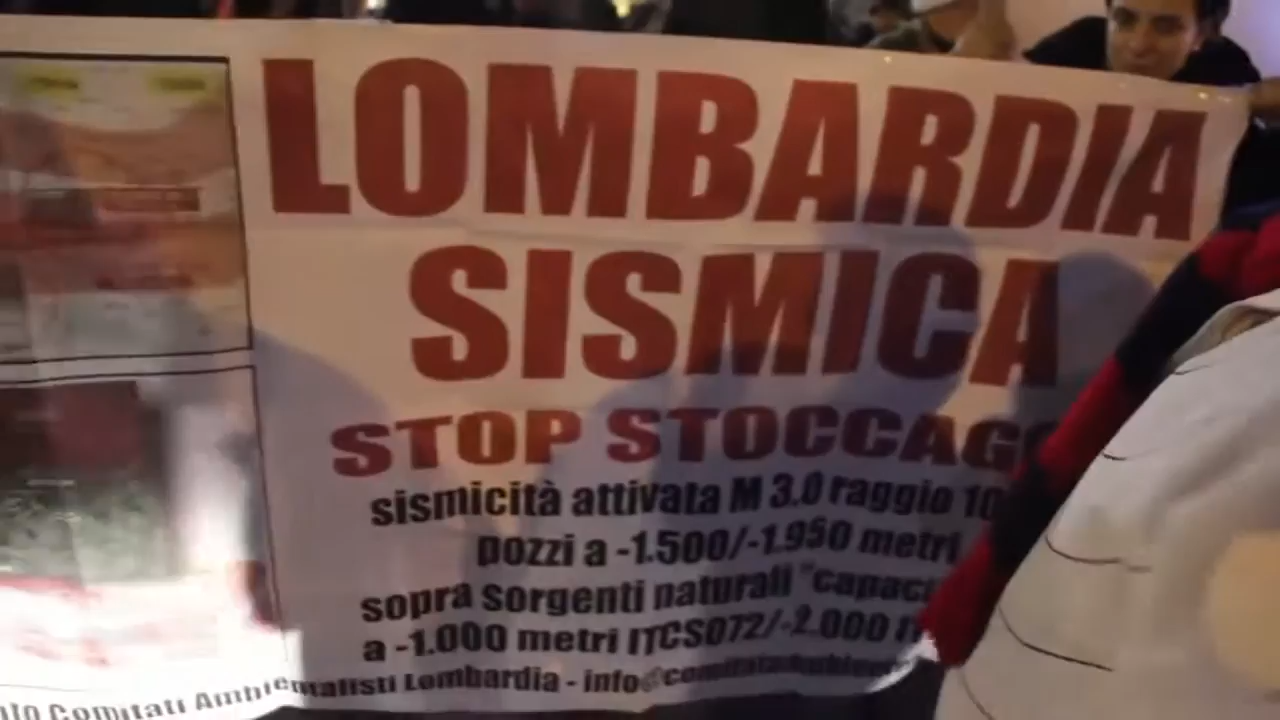 LOMBARDIA
SISMICA
STOP STOCCAG
sismicità attivata M 3.0 raggio 10
pozzi a -1.500/-1.950 metri
sopra sorgenti naturali "capaci
a -1.000 metri ITCS072/-2.000
Comitati Ambientalisti Lombardia - info@